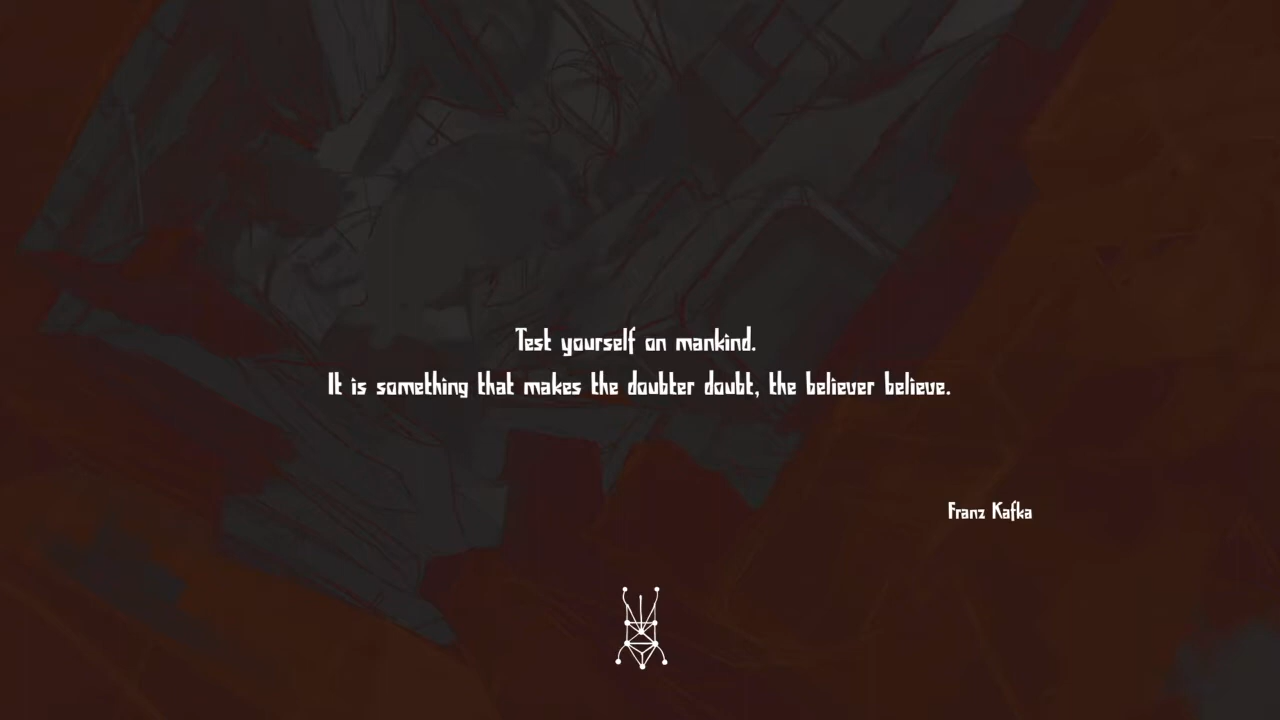 Test yourself on mankind.
It is something that makes the doubter doubt, the believer believe.
Franz Kafka